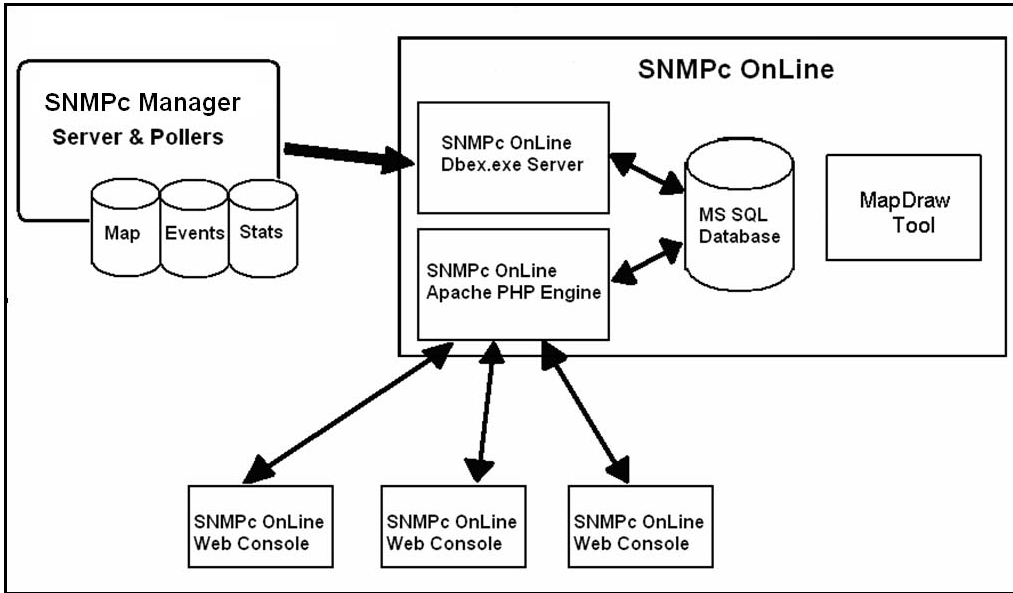 SNMPc Manager
Server & Pollers
Map
Events
Stats
SNMPc OnLine
SNMPc OnLine
Dbex.exe Server
MS SQL
Database
MapDraw
Tool
SNMPc OnLine
Apache PHP Engine
SNMPc OnLine
Web Console
SNMPc OnLine
Web Console
SNMPc OnLine
Web Console